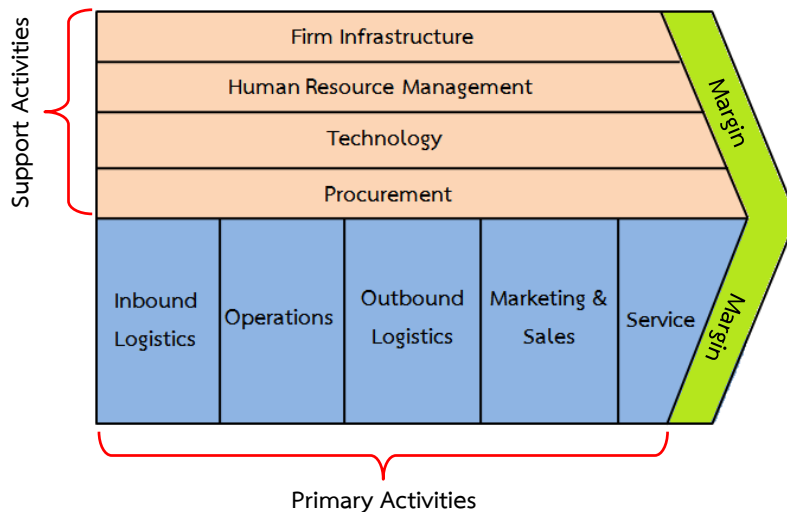 Support Activities
Firm Infrastructure
Human Resource Management
Technology
Procurement
Margin
Inbound
Logistics
Operations
Outbound
Logistics
Marketing &
Sales
Service
Margin
Primary Activities